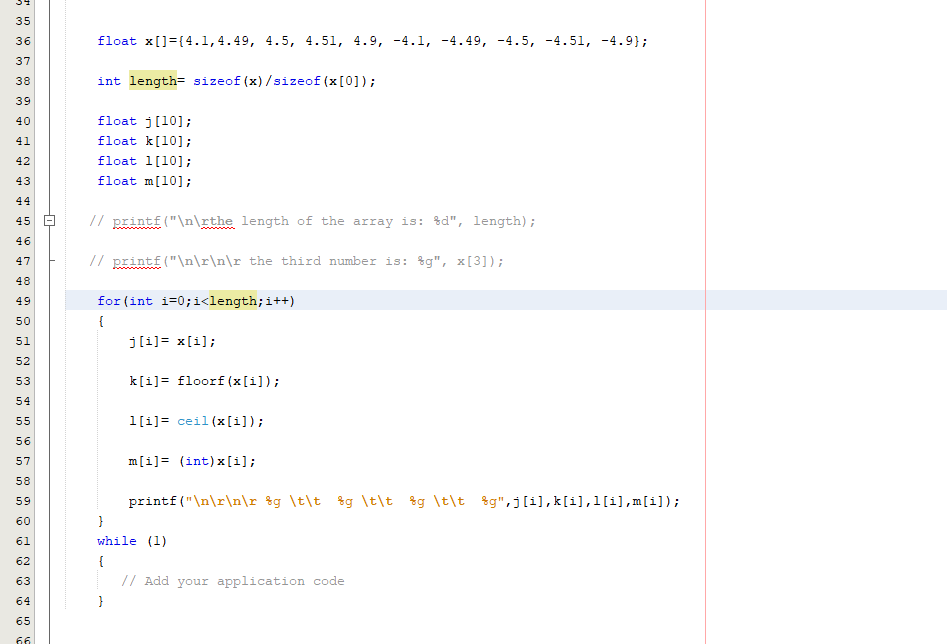 34
35
36 float x[]={4.1,4.49, 4.5, 4.51, 4.9, -4.1, -4.49, -4.5, -4.51, -4.9};
37
38 int length= sizeof(x)/sizeof(x[0]);
39
40 float j[10];
41 float k[10];
42 float l[10];
43 float m[10];
44
45 // printf("\n\rthe length of the array is: %d", length);
46
47 // printf("\n\r\n\r the third number is: %g", x[3]);
48
49 for(int i=0;i<length;i++)
50 {
51 j[i]= x[i];
52
53 k[i]= floorf(x[i]);
54
55 l[i]= ceil(x[i]);
56
57 m[i]= (int)x[i];
58
59 printf("\n\r\n\r %g \t\t  %g \t\t  %g \t\t  %g",j[i],k[i],l[i],m[i]);
60 }
61 while (1)
62 {
63 // Add your application code
64 }
65
66